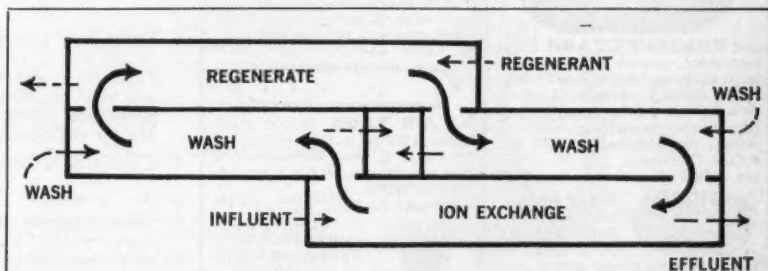 REGENERATE
REGENERANT
WASH
WASH
WASH
WASH
INFLUENT
ION EXCHANGE
EFFLUENT